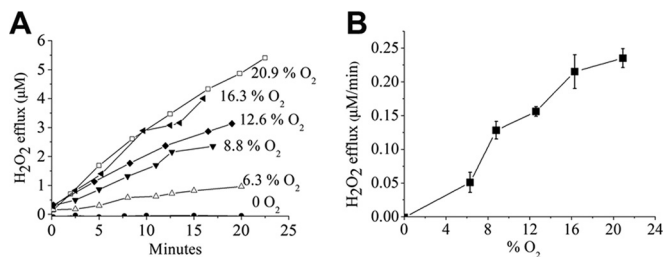 A
H2O2 efflux (μM)
6
5
4
3
2
1
0
20.9 % O2
16.3 % O2
12.6 % O2
8.8 % O2
6.3 % O2
0 O2
0 5 10 15 20 25
Minutes
B
H2O2 efflux (μM/min)
0.25
0.20
0.15
0.10
0.05
0.00
0 4 8 12 16 20 24
% O2